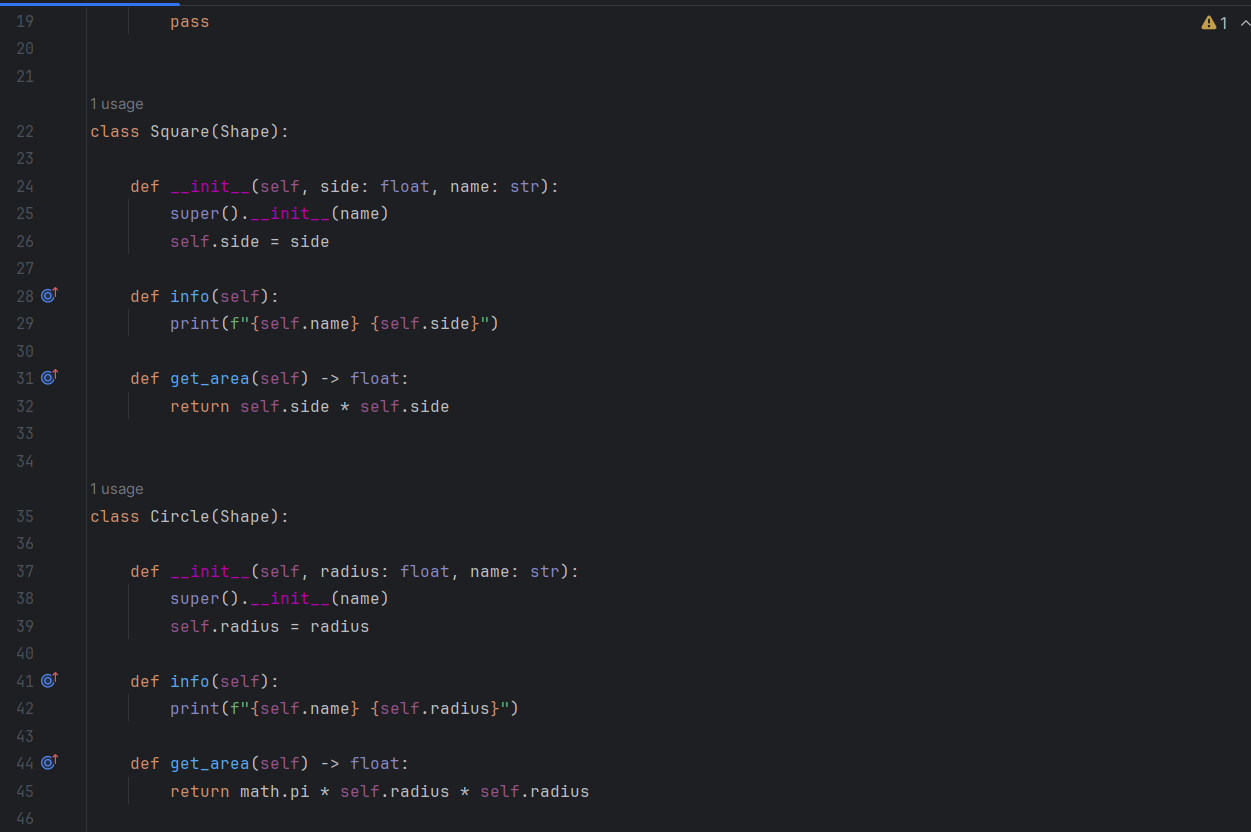 19 pass
1
20
21
1 usage
22 class Square(Shape):
23
24 def __init__(self, side: float, name: str):
25 super().__init__(name)
26 self.side = side
27
28 def info(self):
29 print(f"{self.name} {self.side}")
30
31 def get_area(self) -> float:
32 return self.side * self.side
33
34
1 usage
35 class Circle(Shape):
36
37 def __init__(self, radius: float, name: str):
38 super().__init__(name)
39 self.radius = radius
40
41 def info(self):
42 print(f"{self.name} {self.radius}")
43
44 def get_area(self) -> float:
45 return math.pi * self.radius * self.radius
46